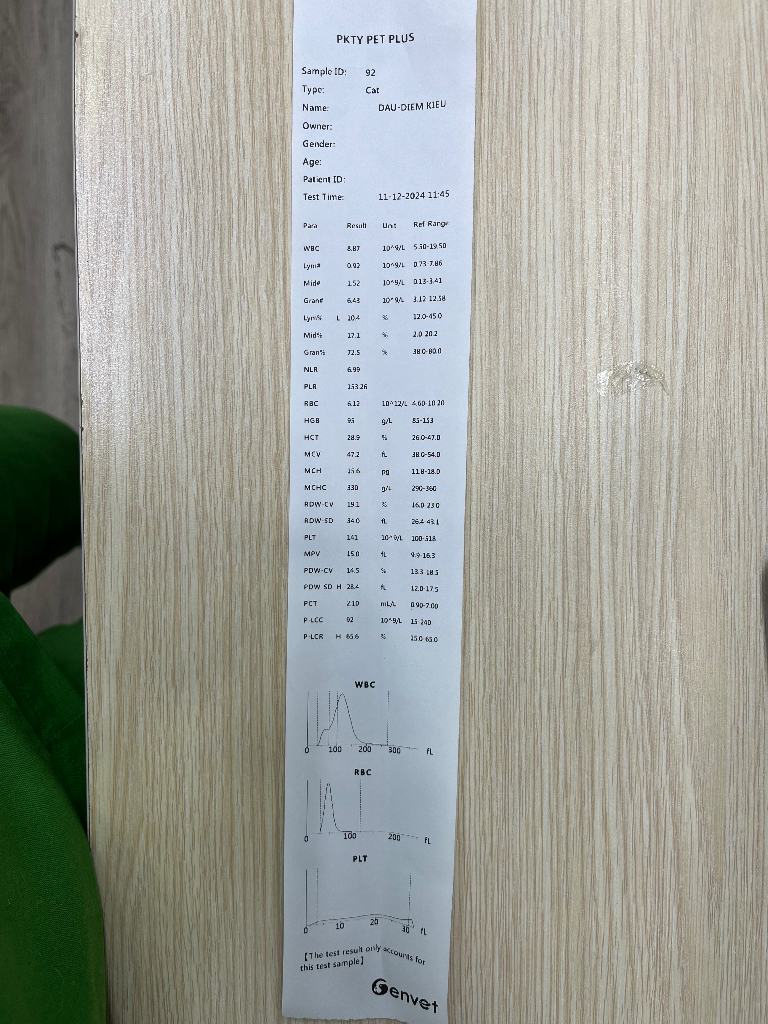 PKTY PET PLUS
Sample ID: 92
Type: Cat
Name: DAU-DIEM KIEU
Owner:
Gender:
Age:
Patient ID:
Test Time: 11-12-2024 11:45
Para Result Unit Ref Range
WBC 8.87 10^9/L 5.50-19.50
Lym# 0.92 10^9/L 0.73-7.86
Mid# 1.52 10^9/L 0.13-3.41
Gran# 6.43 10^9/L 3.12-12.58
Lym% L 10.4 % 12.0-45.0
Mid% 17.1 % 2.0-20.2
Gran% 72.5 % 38.0-80.0
NLR 6.99
PLR 153.26
RBC 6.12 10^12/L 4.60-10.20
HGB 95 g/L 85-153
HCT 28.9 % 26.0-47.0
MCV 47.2 fL 38.0-54.0
MCH 15.6 pg 11.8-18.0
MCHC 330 g/L 290-360
RDW-CV 19.1 % 16.0-23.0
RDW-SD 34.0 fL 26.4-43.1
PLT 141 10^9/L 100-518
MPV 15.0 fL 9.9-16.3
PDW-CV 14.5 % 13.3-18.5
PDW-SD H 28.4 fL 12.0-17.5
PCT 2.10 mL/L 0.90-7.00
P-LCC 92 10^9/L 15-240
P-LCR H 65.6 % 25.0-65.0
WBC
0 100 200 300 fL
RBC
0 100 200 fL
PLT
0 10 20 30 fL
【The test result only accounts for
this test sample】
Genvet